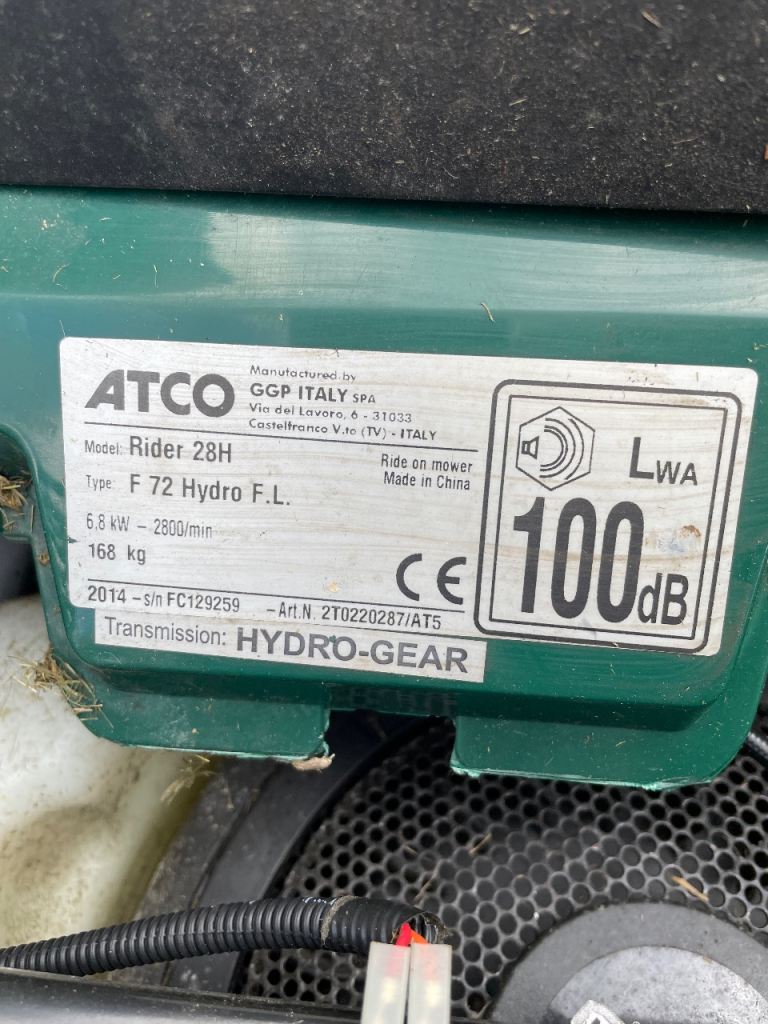 ATCO
Manufactured by
GGP ITALY SPA
Via del Lavoro, 6 - 31033
Castelfranco V.to (TV) - ITALY
Model: Rider 28H
Type: F 72 Hydro F.L.
Ride on mower
Made in China
6,8 kW - 2800/min
168 kg
CE
2014 - s/n FC129259 - Art.N. 2T0220287/AT5
LWA
100dB
Transmission: HYDRO-GEAR